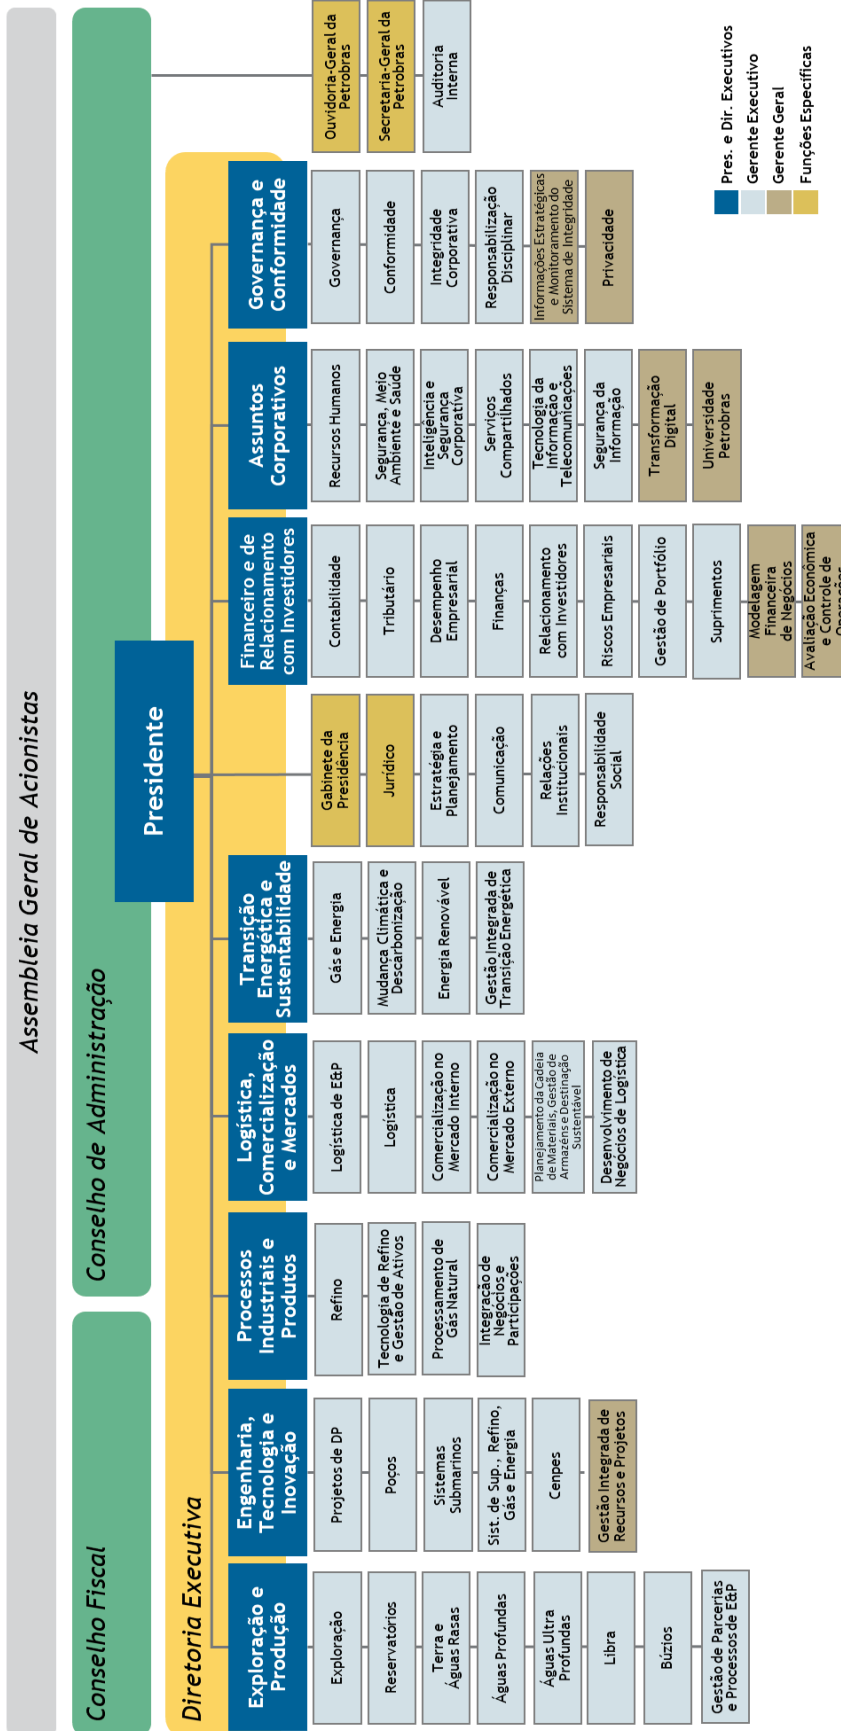 Assembleia Geral de Acionistas
Conselho Fiscal
Conselho de Administração
Diretoria Executiva
Presidente
Exploração e
Produção
Exploração
Reservatórios
Terra e
Águas Rasas
Águas Profundas
Águas Ultra
Profundas
Libra
Búzios
Gestão de Parcerias
e Processos de E&P
Engenharia,
Tecnologia e
Inovação
Projetos de DP
Poços
Sistemas
Submarinos
Sist. de Sup., Refino,
Gás e Energia
Cenpes
Gestão Integrada de
Recursos e Projetos
Processos
Industriais e
Produtos
Refino
Tecnologia de Refino
e Gestão de Ativos
Processamento de
Gás Natural
Integração de
Negócios e
Participações
Logística,
Comercialização
e Mercados
Logística de E&P
Logística
Comercialização no
Mercado Interno
Comercialização no
Mercado Externo
Planejamento da Cadeia
de Materiais, Gestão de
Armazéns e Destinação
Sustentável
Desenvolvimento de
Negócios de Logística
Transição
Energética e
Sustentabilidade
Gás e Energia
Mudança Climática e
Descarbonização
Energia Renovável
Gestão Integrada de
Transição Energética
Gabinete da
Presidência
Jurídico
Estratégia e
Planejamento
Comunicação
Relações
Institucionais
Responsabilidade
Social
Financeiro e de
Relacionamento
com Investidores
Contabilidade
Tributário
Desempenho
Empresarial
Finanças
Relacionamento
com Investidores
Riscos Empresariais
Gestão de Portfólio
Suprimentos
Modelagem
Financeira
de Negócios
Avaliação Econômica
e Controle de
Assuntos
Corporativos
Recursos Humanos
Segurança, Meio
Ambiente e Saúde
Inteligência e
Segurança
Corporativa
Serviços
Compartilhados
Tecnologia da
Informação e
Telecomunicações
Segurança da
Informação
Transformação
Digital
Universidade
Petrobras
Governança e
Conformidade
Governança
Conformidade
Integridade
Corporativa
Responsabilização
Disciplinar
Informações Estratégicas
e Monitoramento do
Sistema de Integridade
Privacidade
Ouvidoria-Geral da
Petrobras
Secretaria-Geral da
Petrobras
Auditoria
Interna
Pres. e Dir. Executivos
Gerente Executivo
Gerente Geral
Funções Específicas